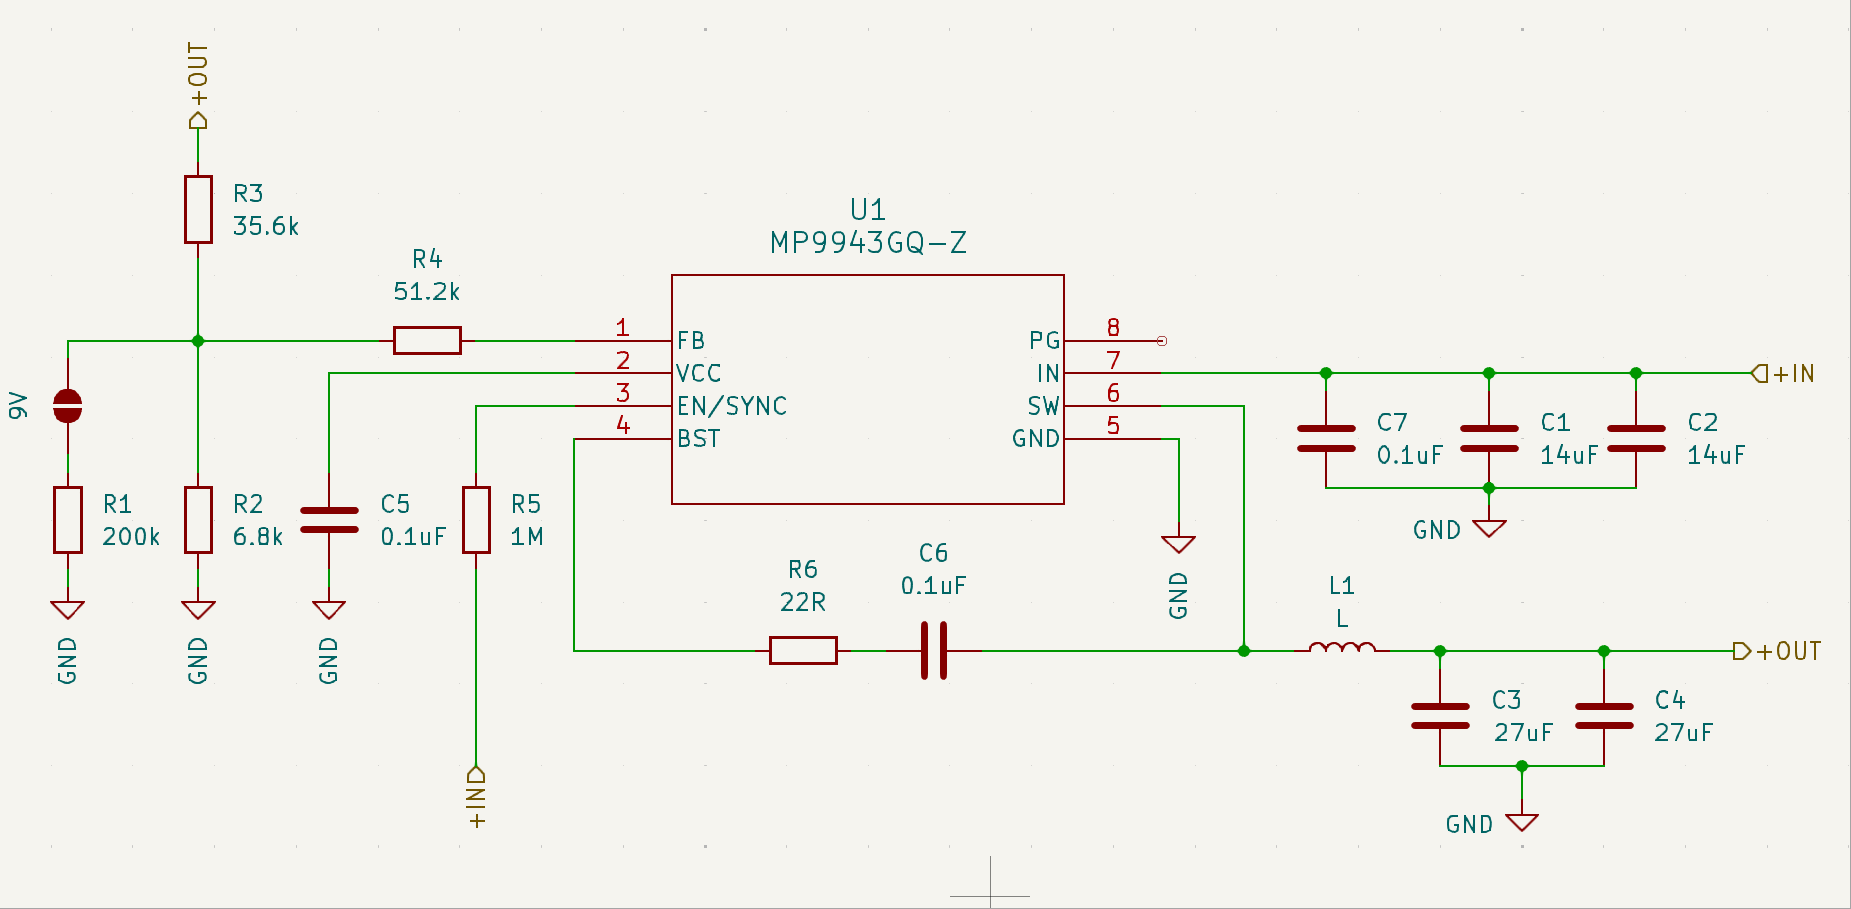 +OUT
R3
35.6k
R4
51.2k
U1
MP9943GQ-Z
1
FB
2
VCC
3
EN/SYNC
4
BST
8
PG
7
IN
6
SW
5
GND
+IN
9V
C7
0.1uF
C1
14uF
C2
14uF
GND
R1
200k
R2
6.8k
C5
0.1uF
R5
1M
R6
22R
C6
0.1uF
GND
L1
L
GND
GND
GND
+OUT
C3
27uF
C4
27uF
+IN
GND